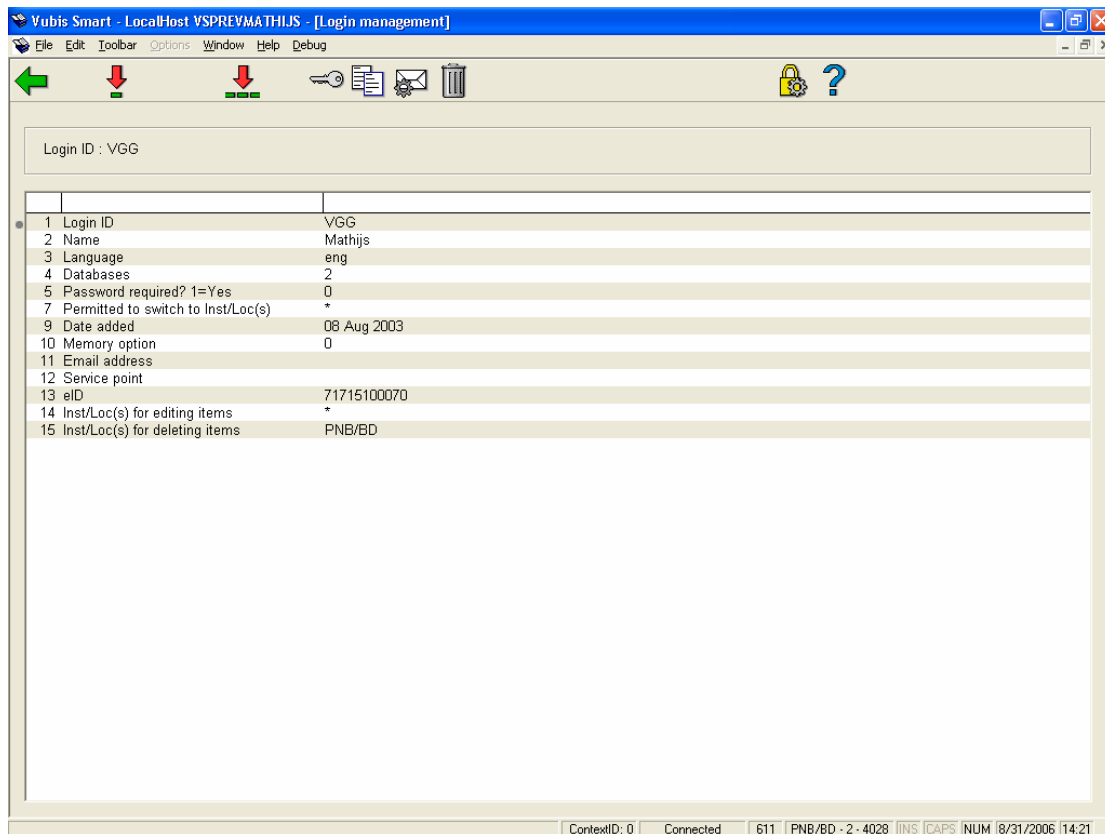 Vubis Smart - LocalHost VSPREVMATHIJS - [Login management]
File Edit Toolbar Options Window Help Debug
Login ID : VGG
1 Login ID VGG
2 Name Mathijs
3 Language eng
4 Databases 2
5 Password required? 1=Yes 0
7 Permitted to switch to Inst/Loc(s) *
9 Date added 08 Aug 2003
10 Memory option 0
11 Email address
12 Service point
13 eID 71715100070
14 Inst/Loc(s) for editing items *
15 Inst/Loc(s) for deleting items PNB/BD
ContextID: 0 Connected 611 PNB/BD - 2 - 4028 INS CAPS NUM 8/31/2006 14:21